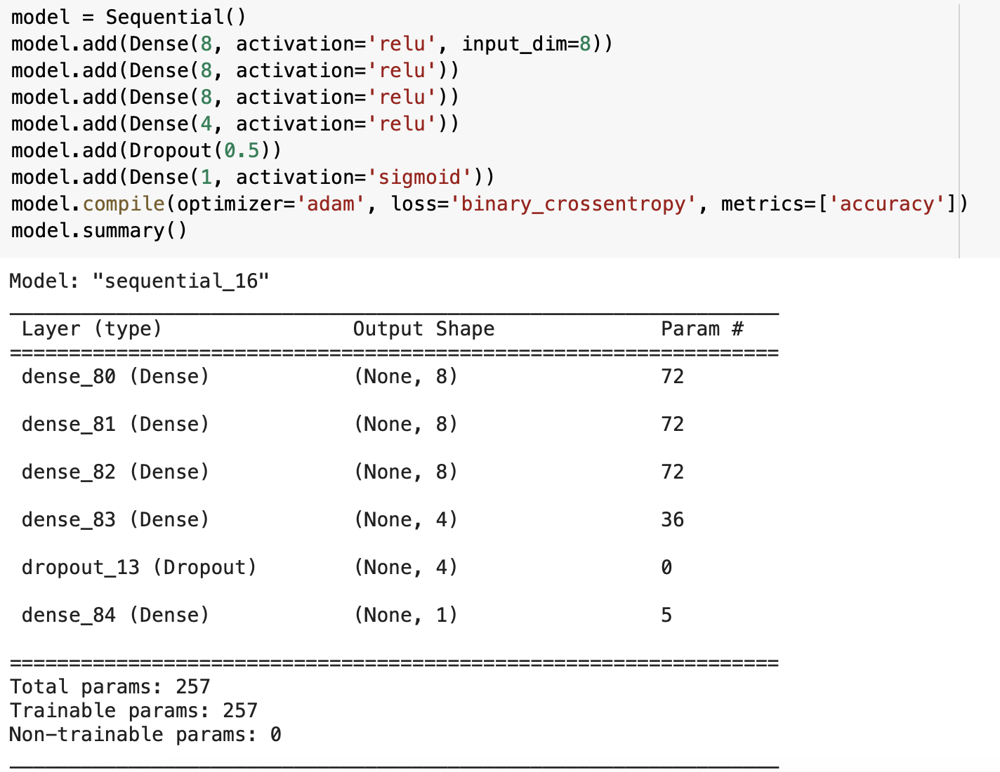 model = Sequential()
model.add(Dense(8, activation='relu', input_dim=8))
model.add(Dense(8, activation='relu'))
model.add(Dense(8, activation='relu'))
model.add(Dense(4, activation='relu'))
model.add(Dropout(0.5))
model.add(Dense(1, activation='sigmoid'))
model.compile(optimizer='adam', loss='binary_crossentropy', metrics=['accuracy'])
model.summary()
Model: "sequential_16"
_________________________________________________________________
Layer (type) Output Shape Param #
=================================================================
dense_80 (Dense) (None, 8) 72
dense_81 (Dense) (None, 8) 72
dense_82 (Dense) (None, 8) 72
dense_83 (Dense) (None, 4) 36
dropout_13 (Dropout) (None, 4) 0
dense_84 (Dense) (None, 1) 5
=================================================================
Total params: 257
Trainable params: 257
Non-trainable params: 0
_________________________________________________________________